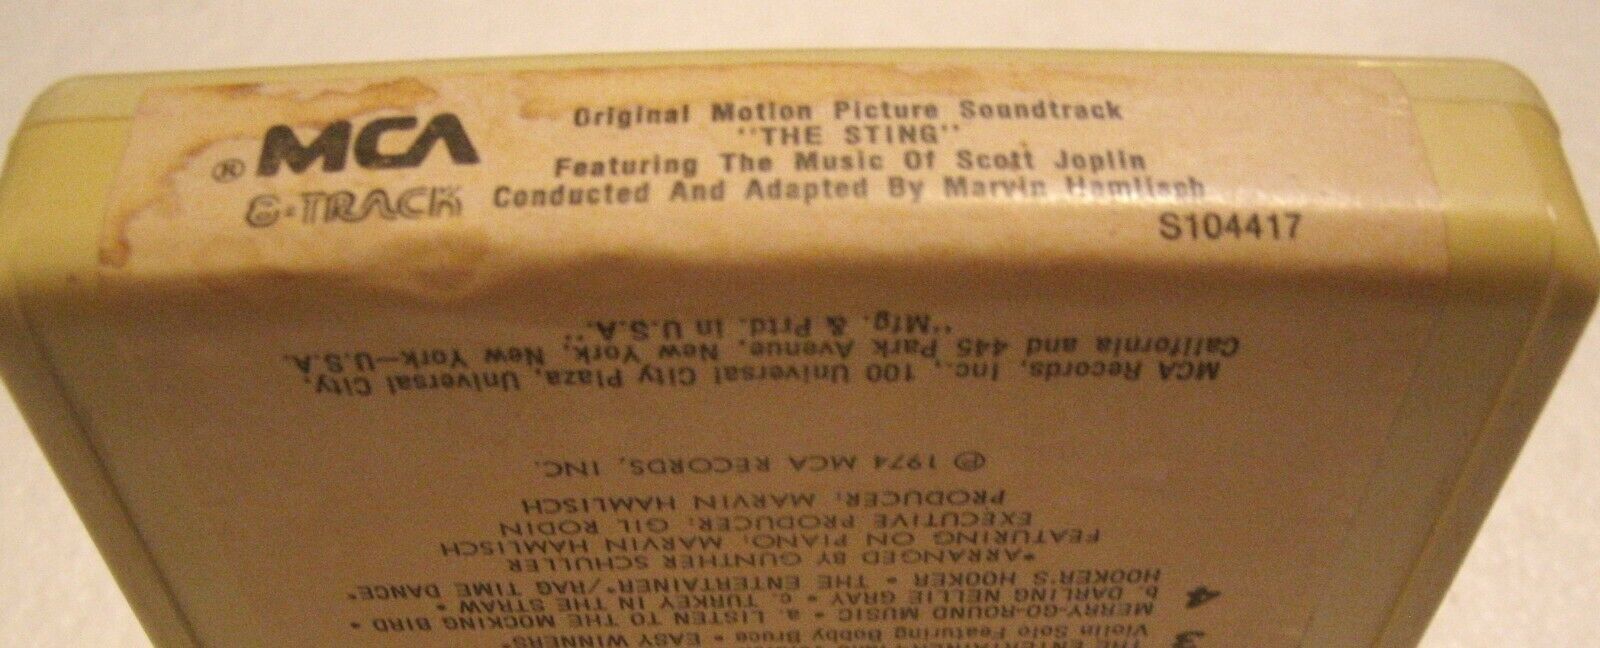 Original Motion Picture Soundtrack
"THE STING"
Featuring The Music Of Scott Joplin
Conducted And Adapted By Marvin Hamlisch
® MCA
8-TRACK
S104417
THE ENTERTAINER
3 Violin Solo Featuring Bobby Bruce • EASY WINNERS*
MERRY-GO-ROUND MUSIC • a. LISTEN TO THE MOCKING BIRD •
b. DARLING NELLIE GRAY • c. TURKEY IN THE STRAW •
4 HOOKER'S HOOKER • THE ENTERTAINER*/RAG TIME DANCE*
*ARRANGED BY GUNTHER SCHULLER
FEATURING ON PIANO: MARVIN HAMLISCH
EXECUTIVE PRODUCER: GIL RODIN
PRODUCER: MARVIN HAMLISCH
℗ 1974 MCA RECORDS, INC.
MCA Records, Inc., 100 Universal City Plaza, Universal City,
California and 445 Park Avenue, New York, New York—U.S.A.
"Mfg. & Prtd. in U.S.A."